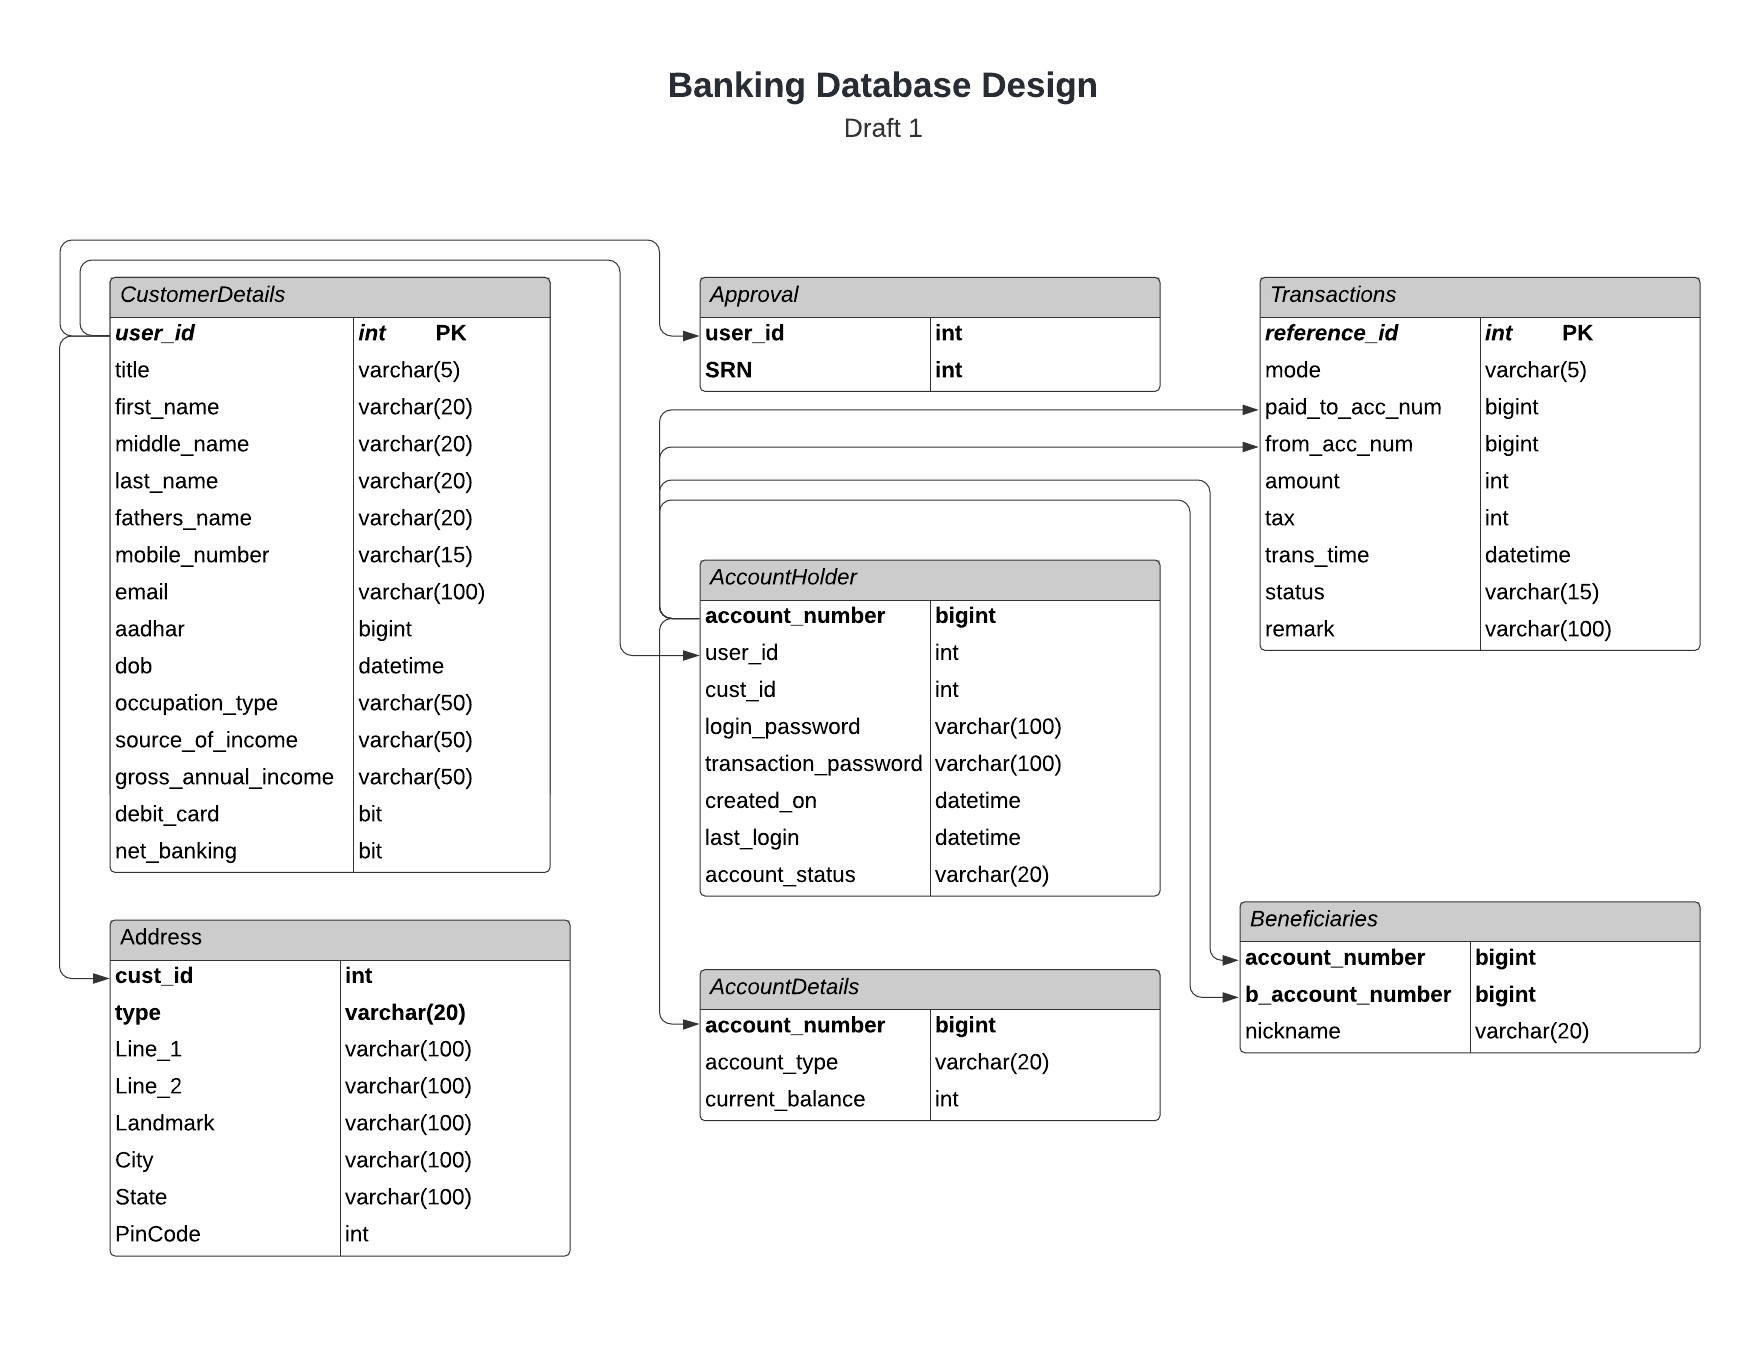 Banking Database Design
Draft 1
CustomerDetails
user_id int PK
title varchar(5)
first_name varchar(20)
middle_name varchar(20)
last_name varchar(20)
fathers_name varchar(20)
mobile_number varchar(15)
email varchar(100)
aadhar bigint
dob datetime
occupation_type varchar(50)
source_of_income varchar(50)
gross_annual_income varchar(50)
debit_card bit
net_banking bit
Address
cust_id int
type varchar(20)
Line_1 varchar(100)
Line_2 varchar(100)
Landmark varchar(100)
City varchar(100)
State varchar(100)
PinCode int
Approval
user_id int
SRN int
AccountHolder
account_number bigint
user_id int
cust_id int
login_password varchar(100)
transaction_password varchar(100)
created_on datetime
last_login datetime
account_status varchar(20)
AccountDetails
account_number bigint
account_type varchar(20)
current_balance int
Transactions
reference_id int PK
mode varchar(5)
paid_to_acc_num bigint
from_acc_num bigint
amount int
tax int
trans_time datetime
status varchar(15)
remark varchar(100)
Beneficiaries
account_number bigint
b_account_number bigint
nickname varchar(20)